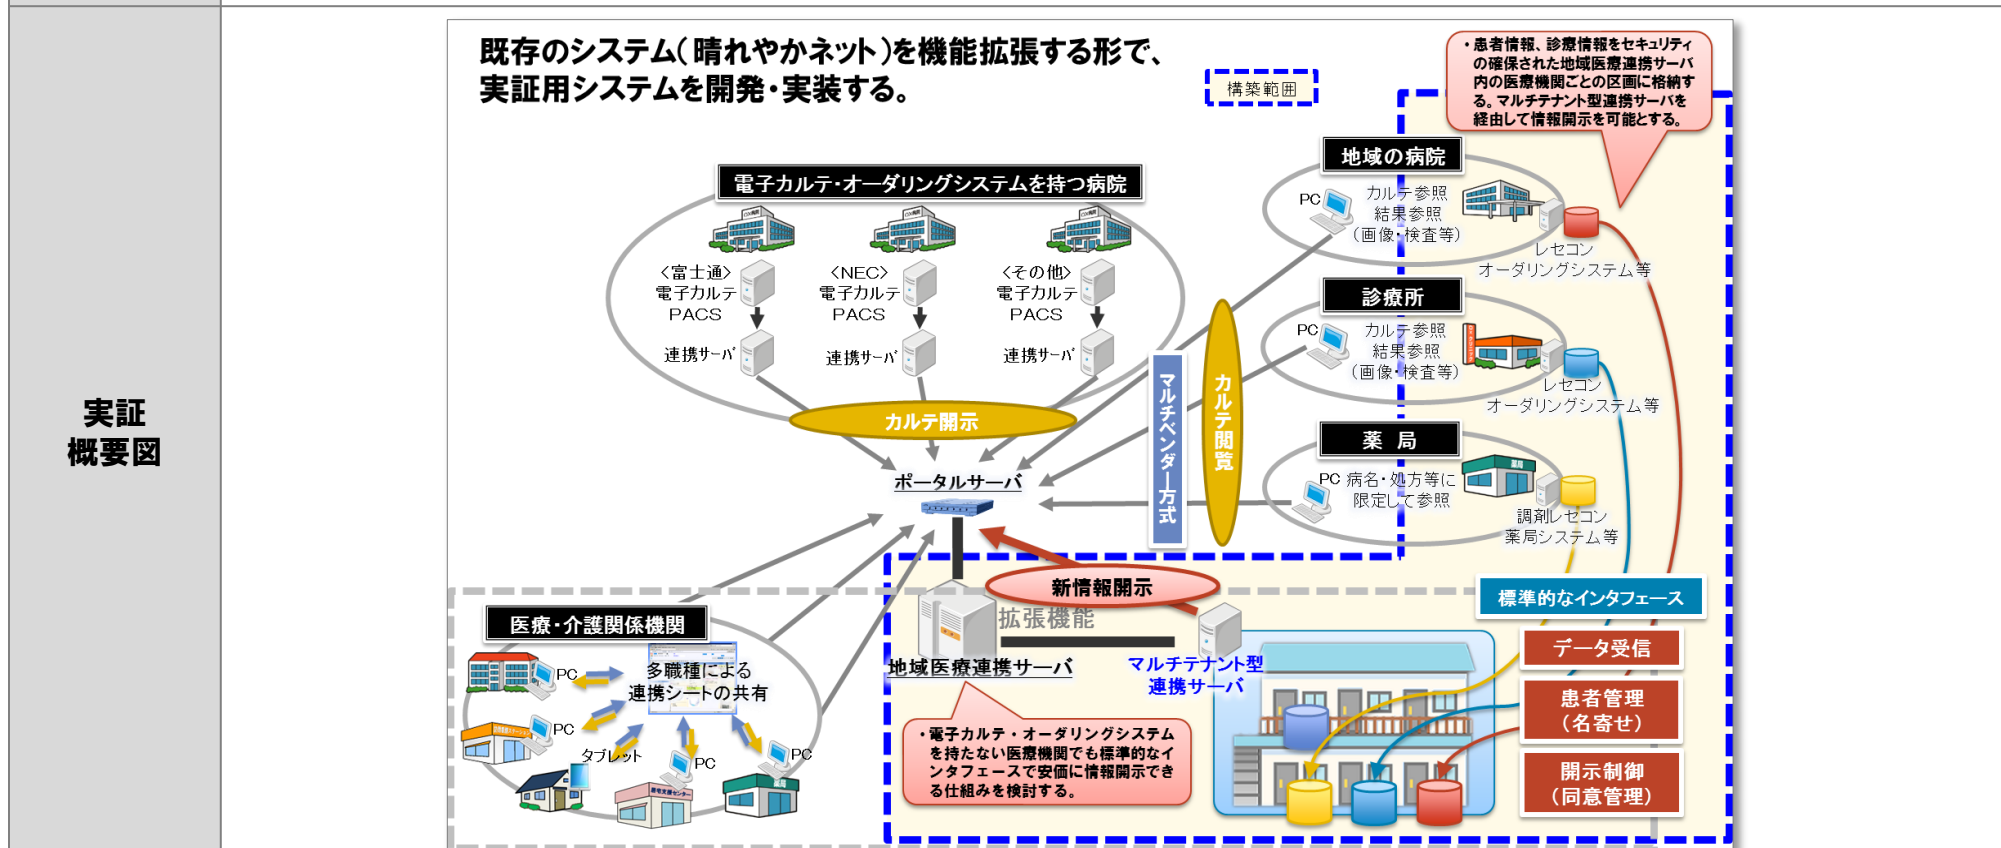 実証
概要図
既存のシステム(晴れやかネット)を機能拡張する形で、
実証用システムを開発・実装する。
構築範囲
・患者情報、診療情報をセキュリティ
の確保された地域医療連携サーバ
内の医療機関ごとの区画に格納す
る。マルチテナント型連携サーバを
経由して情報開示を可能とする。
電子カルテ・オーダリングシステムを持つ病院
<富士通>
電子カルテ
PACS
連携サーバ
<NEC>
電子カルテ
PACS
連携サーバ
<その他>
電子カルテ
PACS
連携サーバ
カルテ開示
ポータルサーバ
マルチベンダー方式
カルテ閲覧
地域の病院
PC
カルテ参照
結果参照
(画像・検査等)
レセコン
オーダリングシステム等
診療所
PC
カルテ参照
結果参照
(画像・検査等)
レセコン
オーダリングシステム等
薬 局
PC
病名・処方等に
限定して参照
薬局
調剤レセコン
薬局システム等
新情報開示
拡張機能
地域医療連携サーバ
マルチテナント型
連携サーバ
・電子カルテ・オーダリングシステム
を持たない医療機関でも標準的なイ
ンタフェースで安価に情報開示でき
る仕組みを検討する。
標準的なインタフェース
データ受信
患者管理
(名寄せ)
開示制御
(同意管理)
医療・介護関係機関
多職種による
連携シートの共有
PC
PC
タブレット
PC
PC
居宅支援センター
薬局